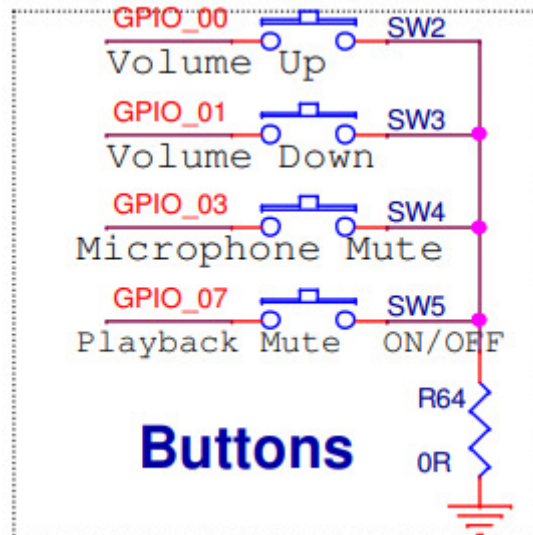 GPIO_00 SW2
Volume Up
GPIO_01 SW3
Volume Down
GPIO_03 SW4
Microphone Mute
GPIO_07 SW5
Playback Mute ON/OFF
R64
Buttons 0R